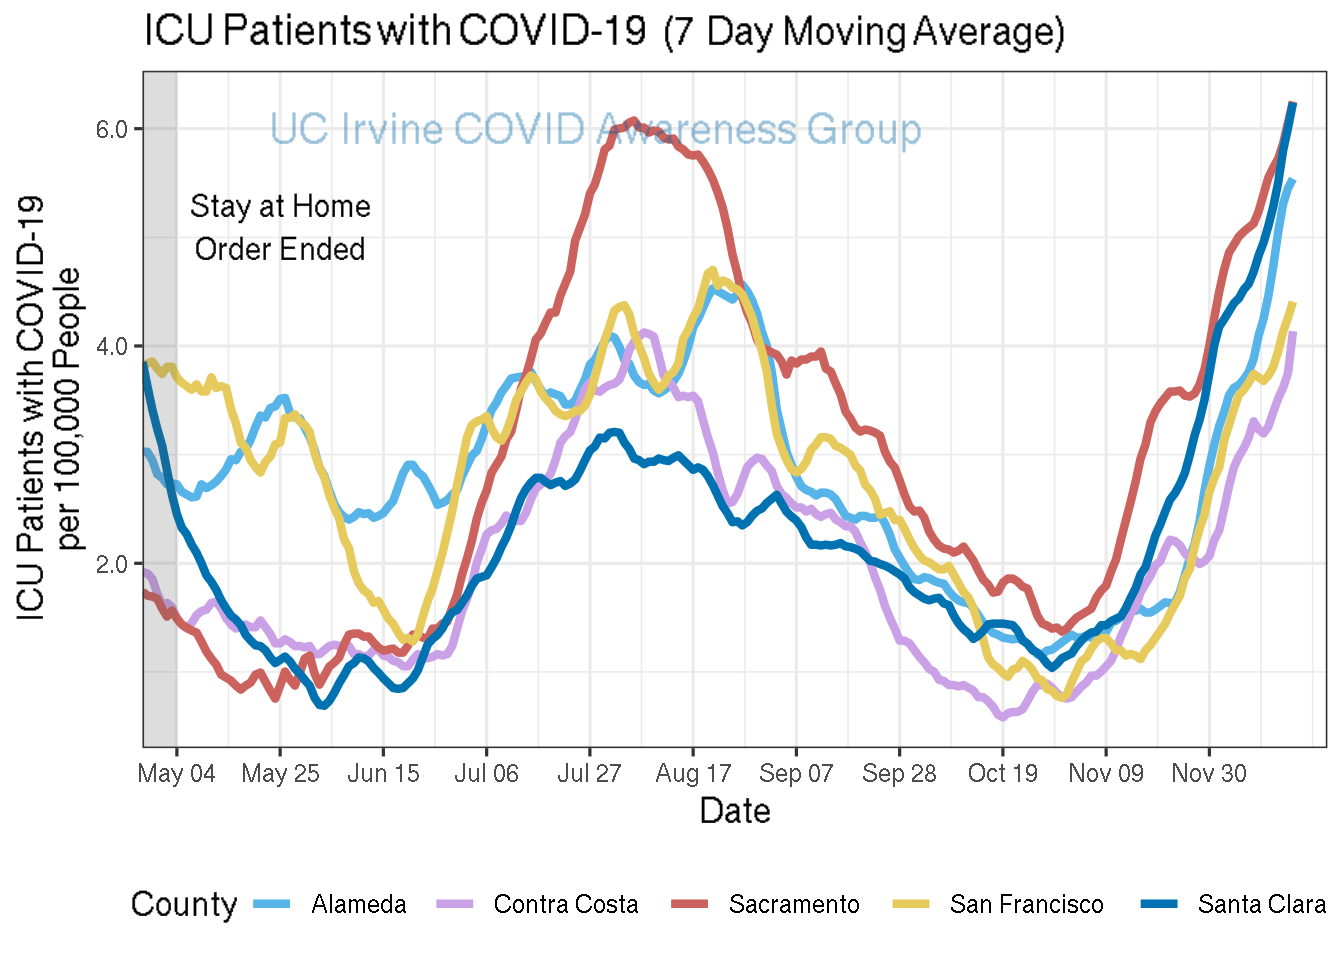 ICU Patients with COVID-19 (7 Day Moving Average)
UC Irvine COVID Awareness Group
Stay at Home
Order Ended
ICU Patients with COVID-19
per 100,000 People
6.0
4.0
2.0
May 04 May 25 Jun 15 Jul 06 Jul 27 Aug 17 Sep 07 Sep 28 Oct 19 Nov 09 Nov 30
Date
County Alameda Contra Costa Sacramento San Francisco Santa Clara